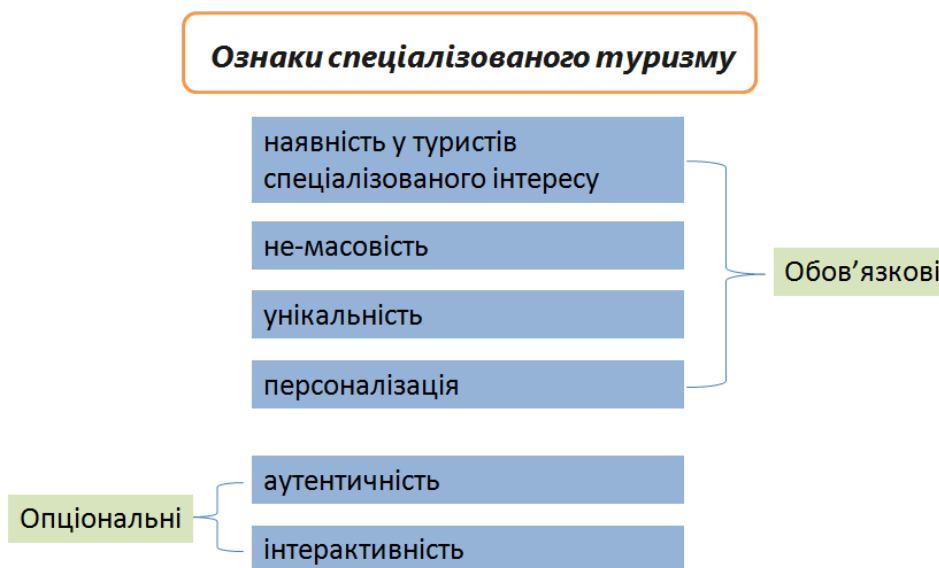 Ознаки спеціалізованого туризму
наявність у туристів
спеціалізованого інтересу
не-масовість
унікальність
персоналізація
Обов’язкові
аутентичність
інтерактивність
Опціональні